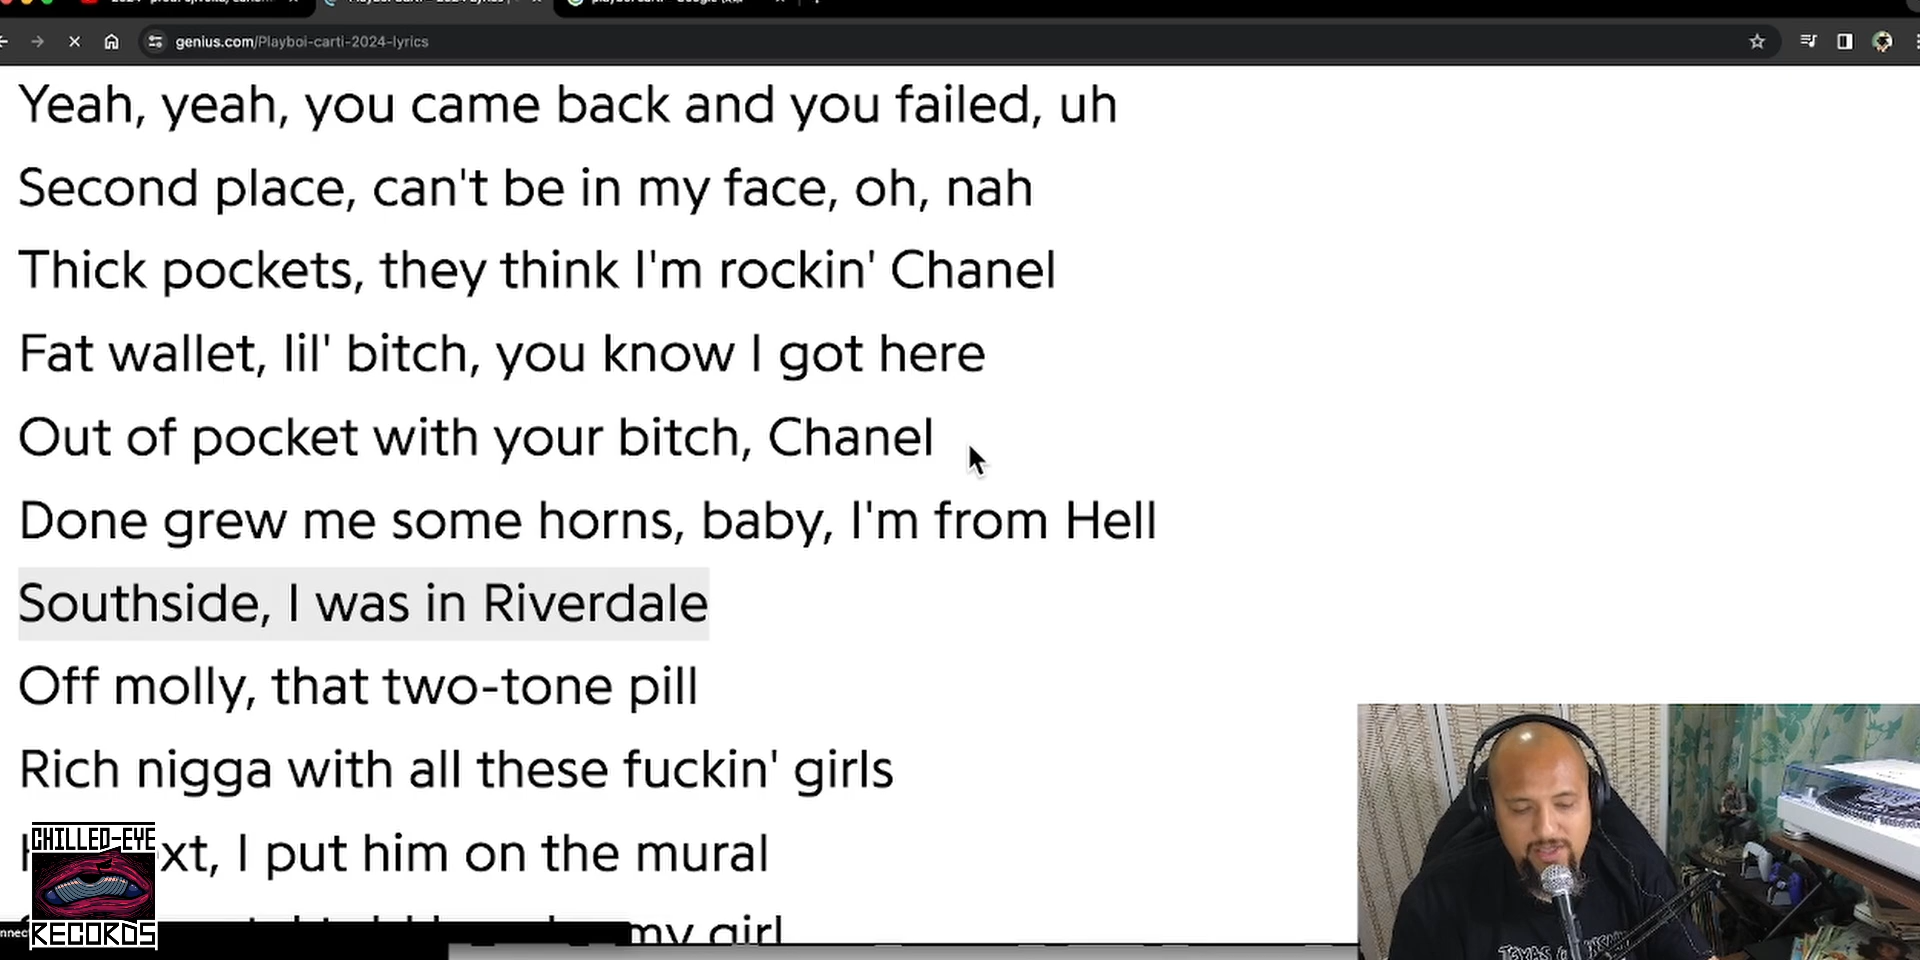 genius.com/Playboi-carti-2024-lyrics
Yeah, yeah, you came back and you failed, uh
Second place, can't be in my face, oh, nah
Thick pockets, they think I'm rockin' Chanel
Fat wallet, lil' bitch, you know I got here
Out of pocket with your bitch, Chanel
Done grew me some horns, baby, I'm from Hell
Southside, I was in Riverdale
Off molly, that two-tone pill
Rich nigga with all these fuckin' girls
xt, I put him on the mural
my girl
CHILLED-EYE
RECORDS
TEXAS